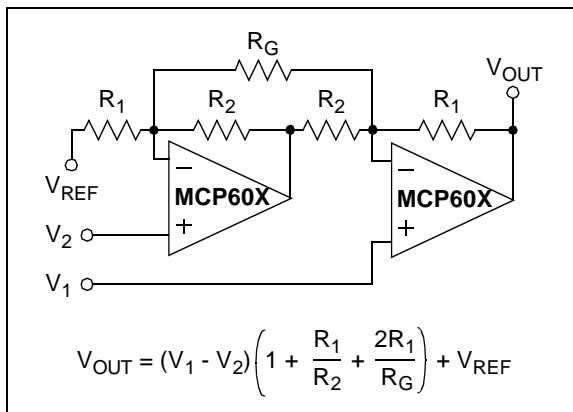 R_G
V_OUT
R_1 R_2 R_2 R_1
V_REF
− −
MCP60X MCP60X
+ +
V_2
V_1
V_OUT = (V_1 - V_2) (1 + R_1/R_2 + 2R_1/R_G) + V_REF